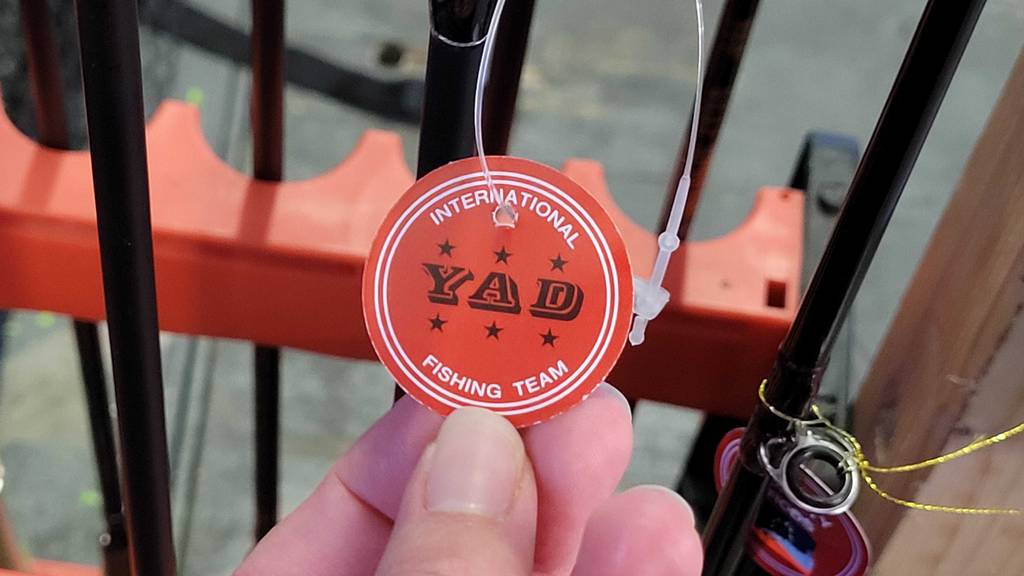 INTERNATIONAL
YAD
FISHING TEAM